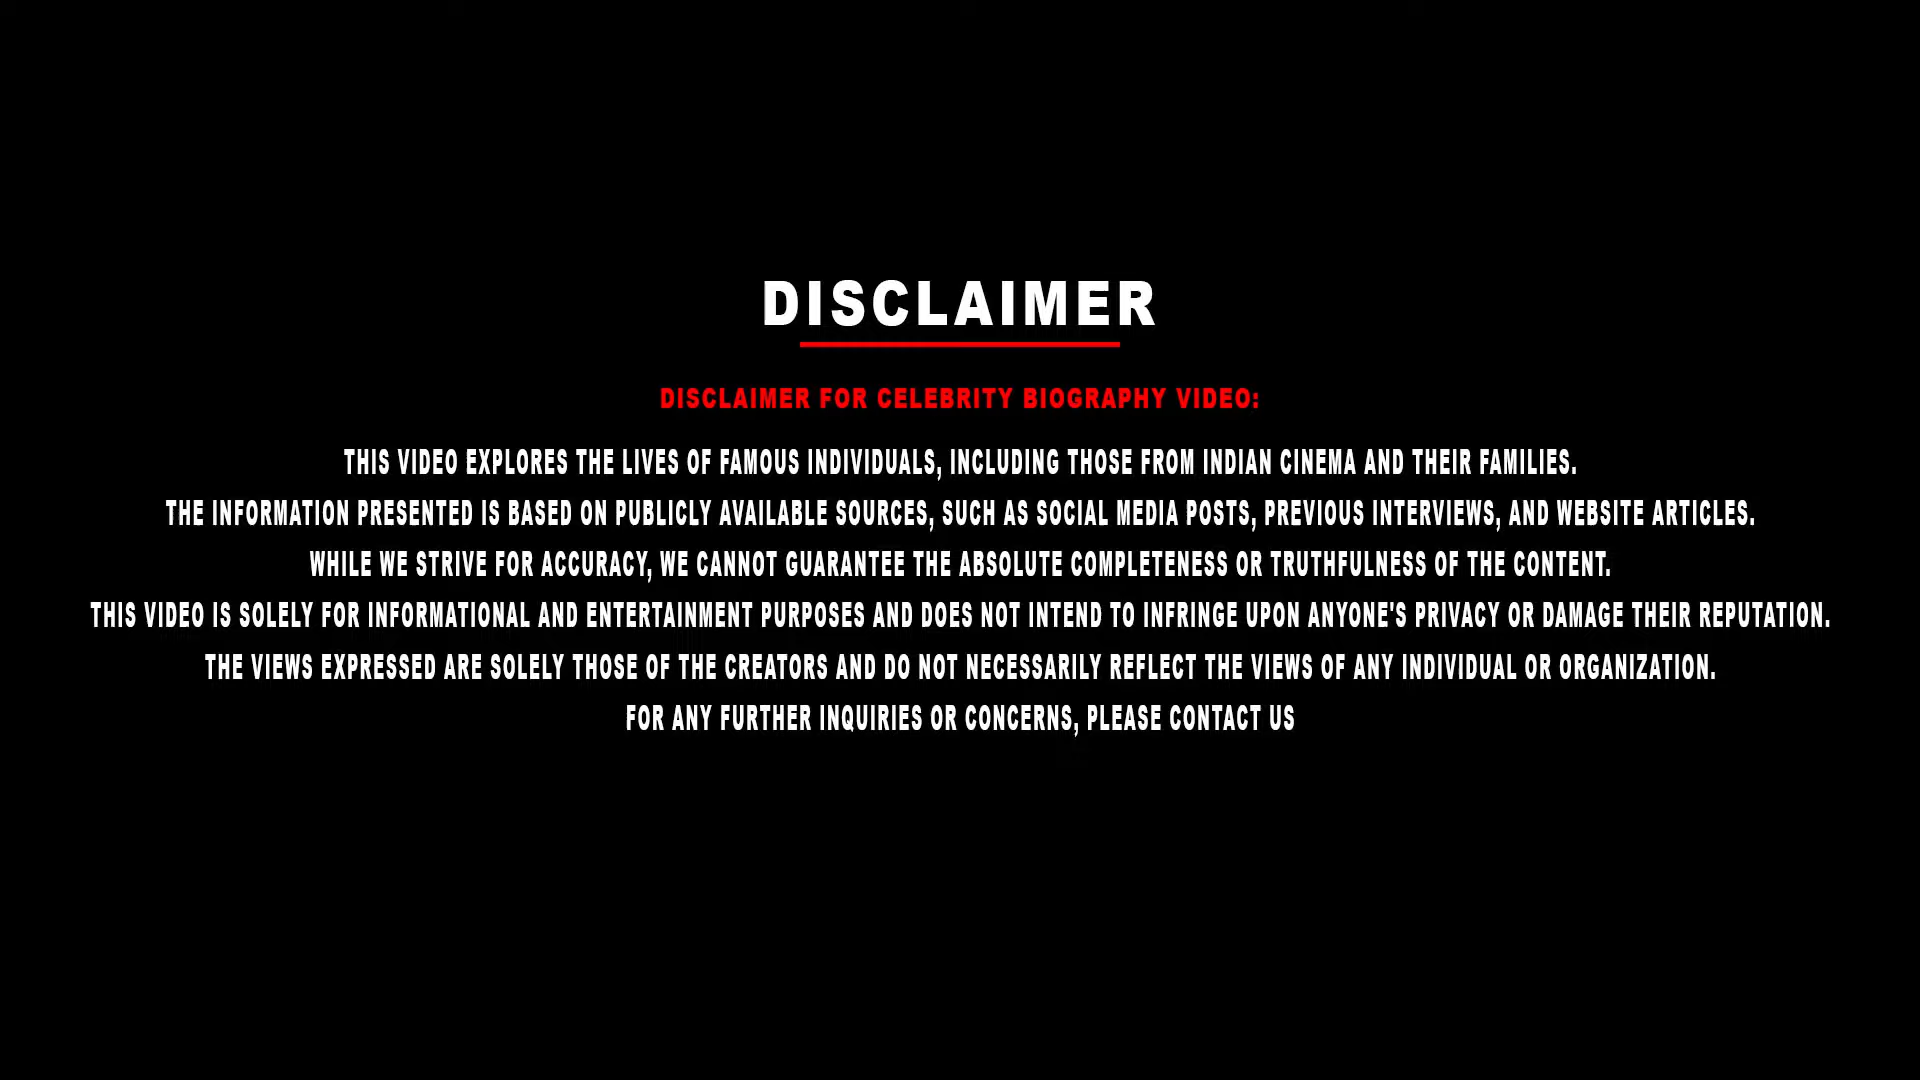 DISCLAIMER
DISCLAIMER FOR CELEBRITY BIOGRAPHY VIDEO:
THIS VIDEO EXPLORES THE LIVES OF FAMOUS INDIVIDUALS, INCLUDING THOSE FROM INDIAN CINEMA AND THEIR FAMILIES.
THE INFORMATION PRESENTED IS BASED ON PUBLICLY AVAILABLE SOURCES, SUCH AS SOCIAL MEDIA POSTS, PREVIOUS INTERVIEWS, AND WEBSITE ARTICLES.
WHILE WE STRIVE FOR ACCURACY, WE CANNOT GUARANTEE THE ABSOLUTE COMPLETENESS OR TRUTHFULNESS OF THE CONTENT.
THIS VIDEO IS SOLELY FOR INFORMATIONAL AND ENTERTAINMENT PURPOSES AND DOES NOT INTEND TO INFRINGE UPON ANYONE'S PRIVACY OR DAMAGE THEIR REPUTATION.
THE VIEWS EXPRESSED ARE SOLELY THOSE OF THE CREATORS AND DO NOT NECESSARILY REFLECT THE VIEWS OF ANY INDIVIDUAL OR ORGANIZATION.
FOR ANY FURTHER INQUIRIES OR CONCERNS, PLEASE CONTACT US